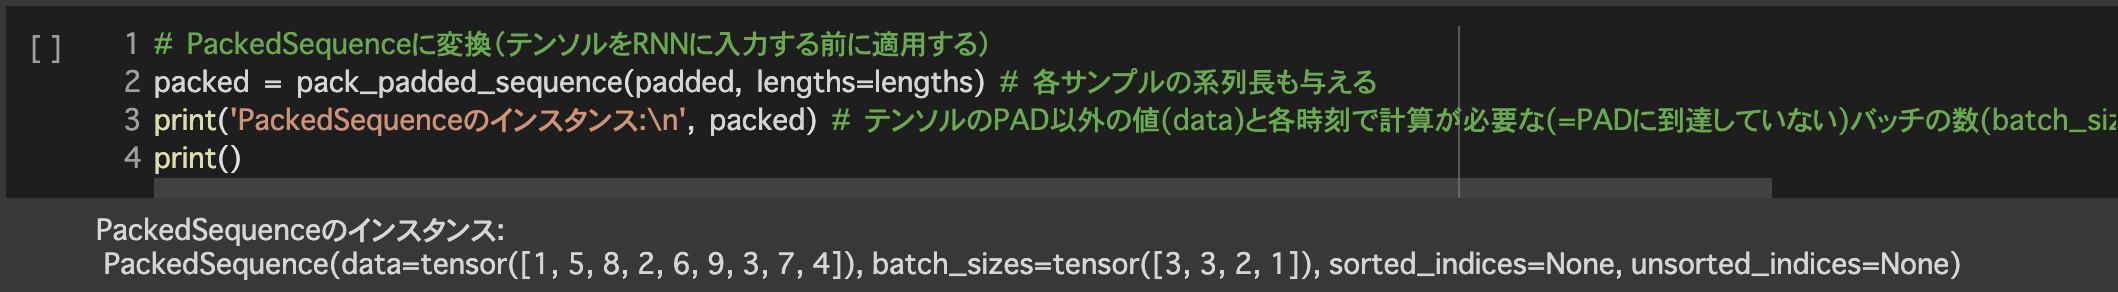 [ ] 1 # PackedSequenceに変換(テンソルをRNNに入力する前に適用する)
2 packed = pack_padded_sequence(padded, lengths=lengths) # 各サンプルの系列長も与える
3 print('PackedSequenceのインスタンス:\n', packed) # テンソルのPAD以外の値(data)と各時刻で計算が必要な(=PADに到達していない)バッチの数(batch_siz
4 print()
PackedSequenceのインスタンス:
PackedSequence(data=tensor([1, 5, 8, 2, 6, 9, 3, 7, 4]), batch_sizes=tensor([3, 3, 2, 1]), sorted_indices=None, unsorted_indices=None)